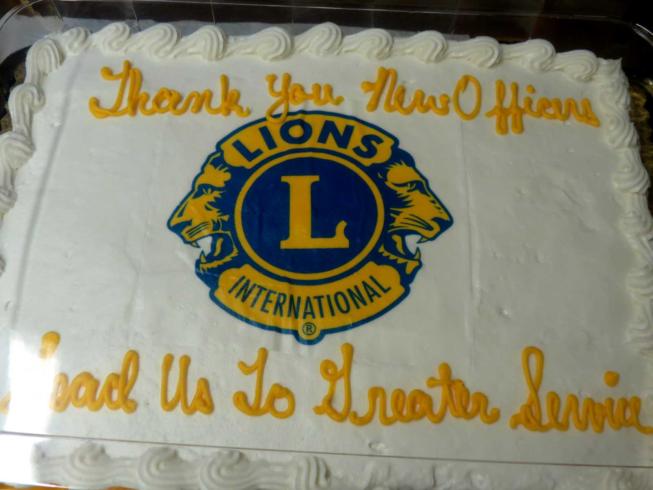 Thank You New Officers
LIONS
L
INTERNATIONAL
®
Lead Us To Greater Service